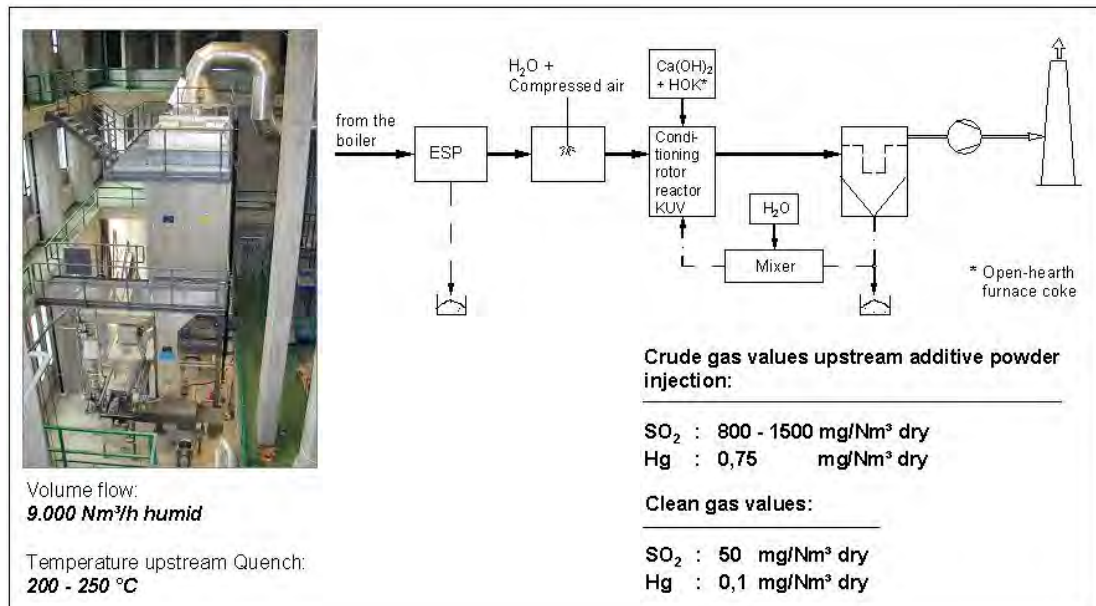 from the
boiler
ESP
H₂O +
Compressed air
Ca(OH)₂
+ HOK*
Condi-
tioning
rotor
reactor
KUV
H₂O
Mixer
* Open-hearth
furnace coke
Volume flow:
9.000 Nm³/h humid
Temperature upstream Quench:
200 - 250 °C
Crude gas values upstream additive powder
injection:
SO₂ : 800 - 1500 mg/Nm³ dry
Hg : 0,75 mg/Nm³ dry
Clean gas values:
SO₂ : 50 mg/Nm³ dry
Hg : 0,1 mg/Nm³ dry